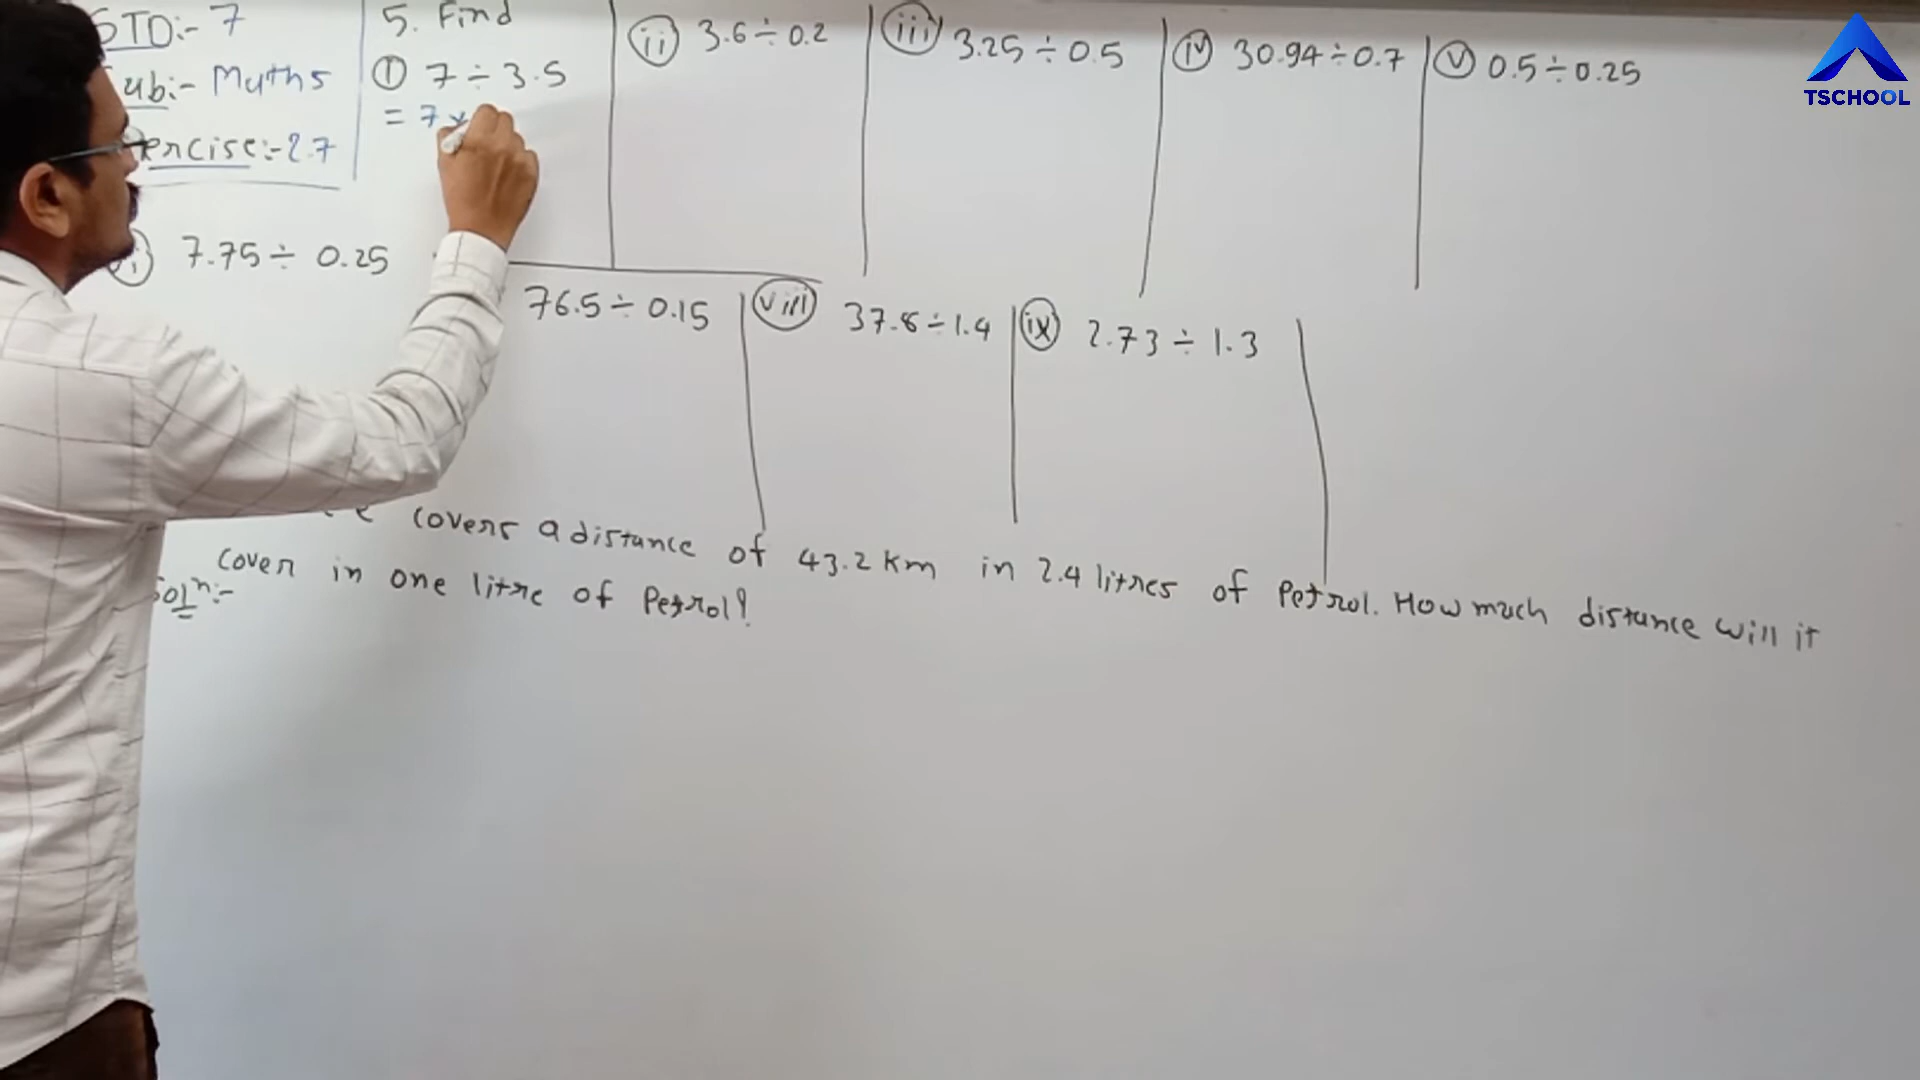 STD:- 7
ub:- Maths
ercise:- 2.7
5. Find
① 7 ÷ 3.5
= 7 ×
ii 3.6 ÷ 0.2
iii 3.25 ÷ 0.5
iv 30.94 ÷ 0.7
v 0.5 ÷ 0.25
TSCHOOL
7.75 ÷ 0.25
76.5 ÷ 0.15
viii 37.8 ÷ 1.4
ix 2.73 ÷ 1.3
covers a distance of 43.2 km in 2.4 litres of Petrol. How much distance will it
cover in one litre of Petrol?
Solⁿ:-